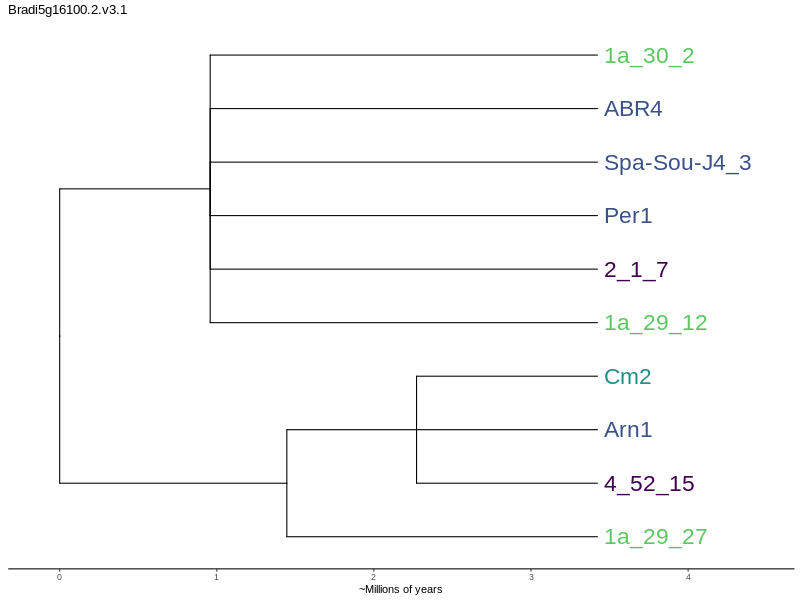 Bradi5g16100.2.v3.1
1a_30_2
ABR4
Spa-Sou-J4_3
Per1
2_1_7
1a_29_12
Cm2
Arn1
4_52_15
1a_29_27
0 1 2 3 4
~Millions of years